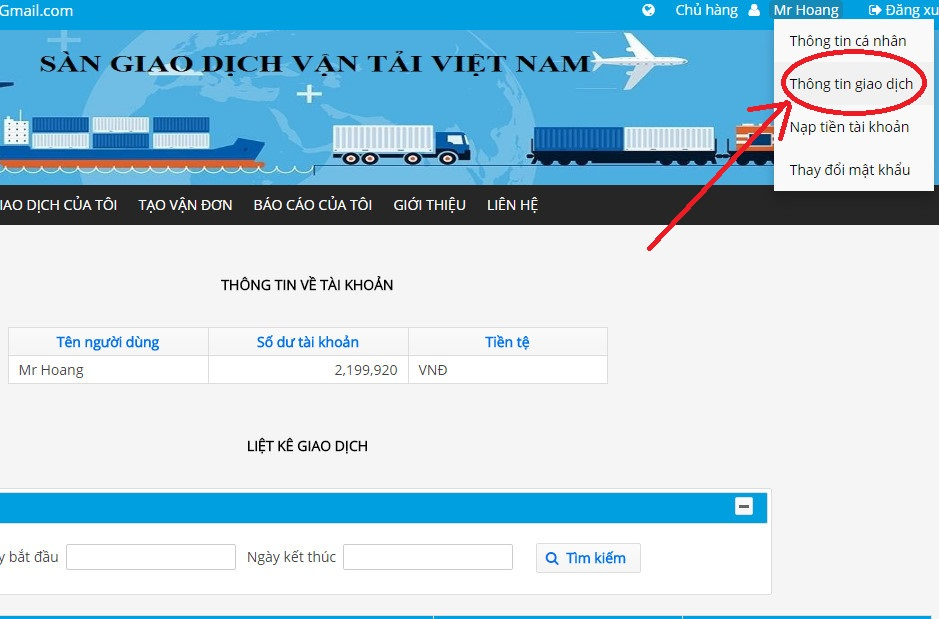 Gmail.com
Chủ hàng
Mr Hoang
Đăng xu
Thông tin cá nhân
Thông tin giao dịch
Nạp tiền tài khoản
Thay đổi mật khẩu
SÀN GIAO DỊCH VẬN TẢI VIỆT NAM
IAO DỊCH CỦA TÔI TẠO VẬN ĐƠN BÁO CÁO CỦA TÔI GIỚI THIỆU LIÊN HỆ
THÔNG TIN VỀ TÀI KHOẢN
Tên người dùng Số dư tài khoản Tiền tệ
Mr Hoang 2,199,920 VNĐ
LIỆT KÊ GIAO DỊCH
y bắt đầu Ngày kết thúc Tìm kiếm